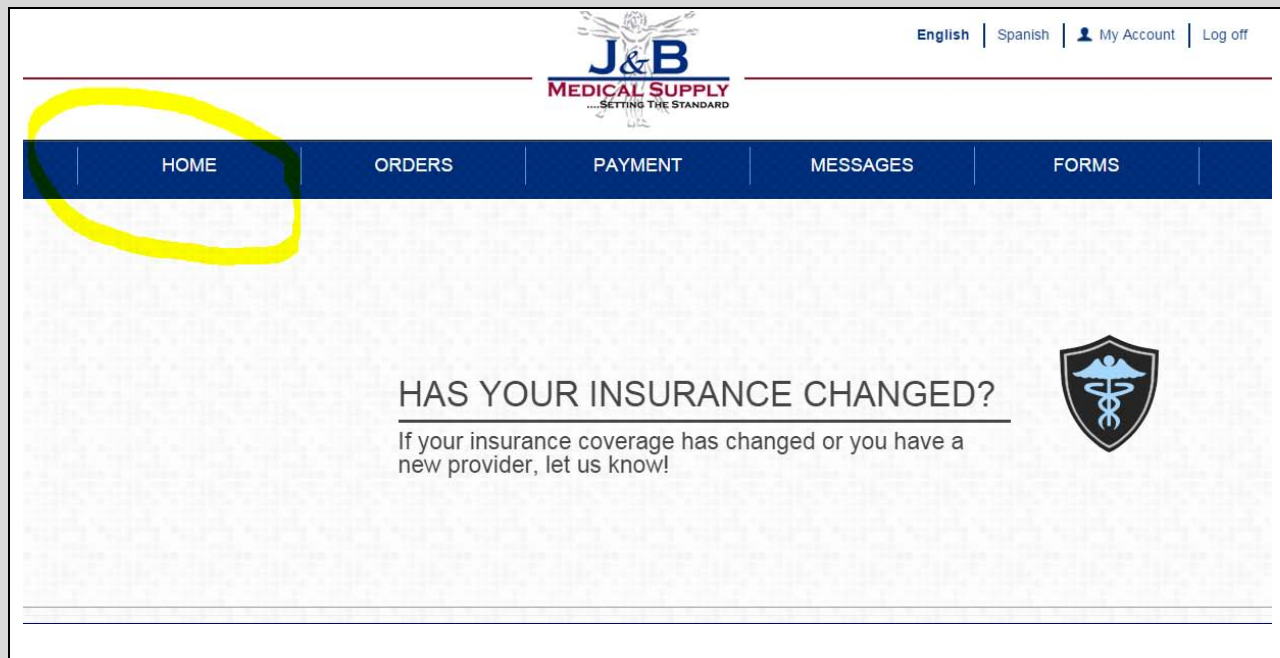 English Spanish My Account Log off
J&B
MEDICAL SUPPLY
....SETTING THE STANDARD
HOME ORDERS PAYMENT MESSAGES FORMS
HAS YOUR INSURANCE CHANGED?
If your insurance coverage has changed or you have a
new provider, let us know!